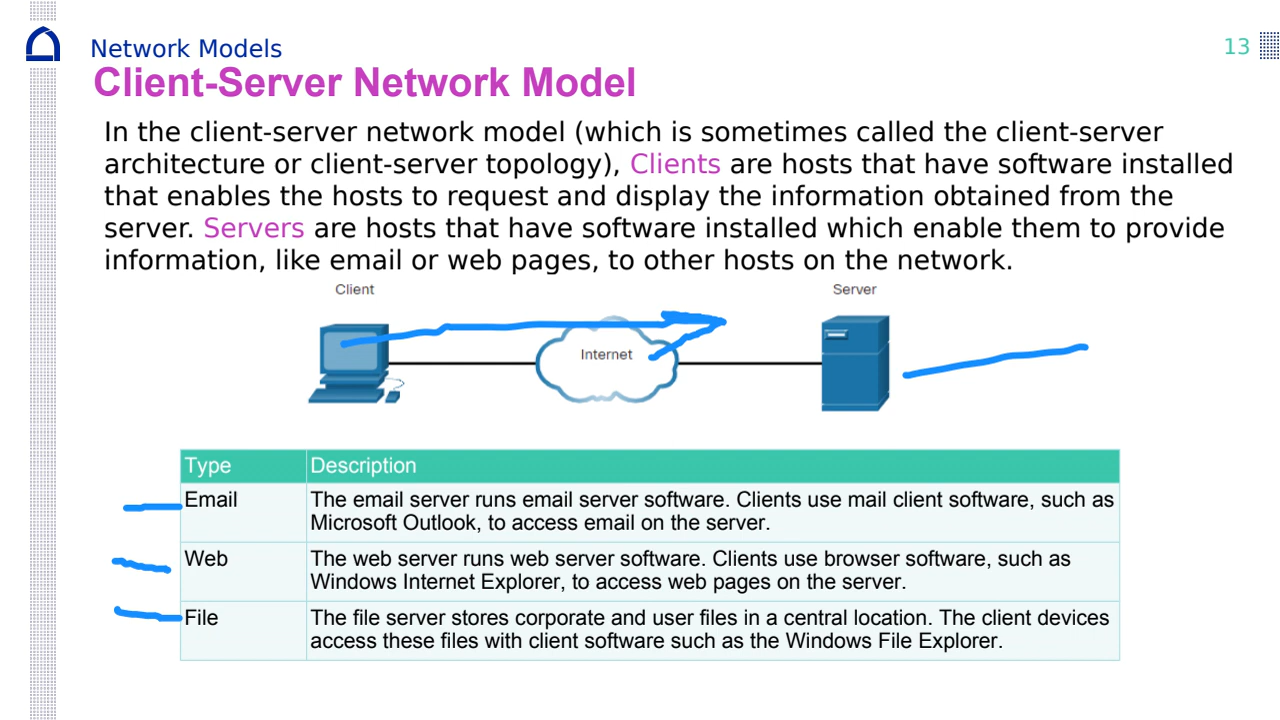 Network Models
13
Client-Server Network Model
In the client-server network model (which is sometimes called the client-server
architecture or client-server topology), Clients are hosts that have software installed
that enables the hosts to request and display the information obtained from the
server. Servers are hosts that have software installed which enable them to provide
information, like email or web pages, to other hosts on the network.
Client
Server
Internet
Type Description
Email The email server runs email server software. Clients use mail client software, such as
Microsoft Outlook, to access email on the server.
Web The web server runs web server software. Clients use browser software, such as
Windows Internet Explorer, to access web pages on the server.
File The file server stores corporate and user files in a central location. The client devices
access these files with client software such as the Windows File Explorer.